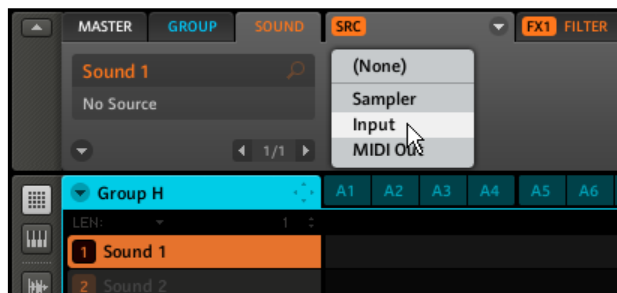 MASTER GROUP SOUND SRC FX1 FILTER
Sound 1
No Source
1/1
(None)
Sampler
Input
MIDI Out
Group H A1 A2 A3 A4 A5 A6
LEN: 1
1 Sound 1
2 Sound 2